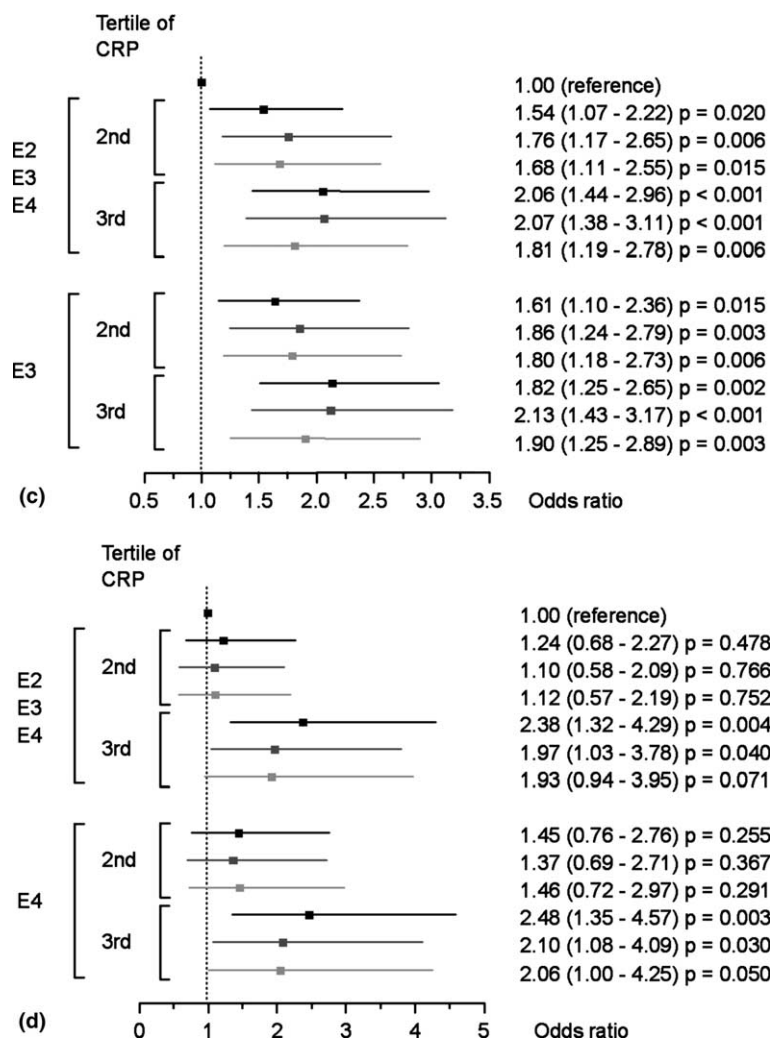 Tertile of
CRP
1.00 (reference)
1.54 (1.07 - 2.22) p = 0.020
2nd
1.76 (1.17 - 2.65) p = 0.006
E2
1.68 (1.11 - 2.55) p = 0.015
E3
2.06 (1.44 - 2.96) p < 0.001
E4
3rd
2.07 (1.38 - 3.11) p < 0.001
1.81 (1.19 - 2.78) p = 0.006
1.61 (1.10 - 2.36) p = 0.015
2nd
1.86 (1.24 - 2.79) p = 0.003
1.80 (1.18 - 2.73) p = 0.006
E3
1.82 (1.25 - 2.65) p = 0.002
3rd
2.13 (1.43 - 3.17) p < 0.001
1.90 (1.25 - 2.89) p = 0.003
(c)
0.5 1.0 1.5 2.0 2.5 3.0 3.5 Odds ratio
Tertile of
CRP
1.00 (reference)
1.24 (0.68 - 2.27) p = 0.478
2nd
1.10 (0.58 - 2.09) p = 0.766
E2
1.12 (0.57 - 2.19) p = 0.752
E3
2.38 (1.32 - 4.29) p = 0.004
E4
3rd
1.97 (1.03 - 3.78) p = 0.040
1.93 (0.94 - 3.95) p = 0.071
1.45 (0.76 - 2.76) p = 0.255
2nd
1.37 (0.69 - 2.71) p = 0.367
1.46 (0.72 - 2.97) p = 0.291
E4
2.48 (1.35 - 4.57) p = 0.003
3rd
2.10 (1.08 - 4.09) p = 0.030
2.06 (1.00 - 4.25) p = 0.050
(d)
0 1 2 3 4 5 Odds ratio